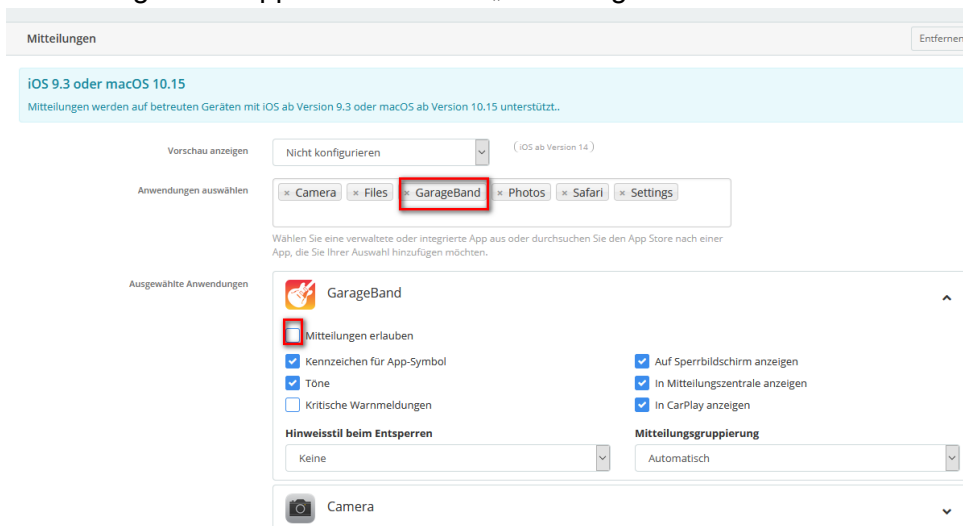 Mitteilungen
Entfernen
iOS 9.3 oder macOS 10.15
Mitteilungen werden auf betreuten Geräten mit iOS ab Version 9.3 oder macOS ab Version 10.15 unterstützt..
Vorschau anzeigen
Nicht konfigurieren
( iOS ab Version 14 )
Anwendungen auswählen
× Camera × Files × GarageBand × Photos × Safari × Settings
Wählen Sie eine verwaltete oder integrierte App aus oder durchsuchen Sie den App Store nach einer
App, die Sie Ihrer Auswahl hinzufügen möchten.
Ausgewählte Anwendungen
GarageBand
Mitteilungen erlauben
Kennzeichen für App-Symbol
Auf Sperrbildschirm anzeigen
Töne
In Mitteilungszentrale anzeigen
Kritische Warnmeldungen
In CarPlay anzeigen
Hinweisstil beim Entsperren
Mitteilungsgruppierung
Keine
Automatisch
Camera